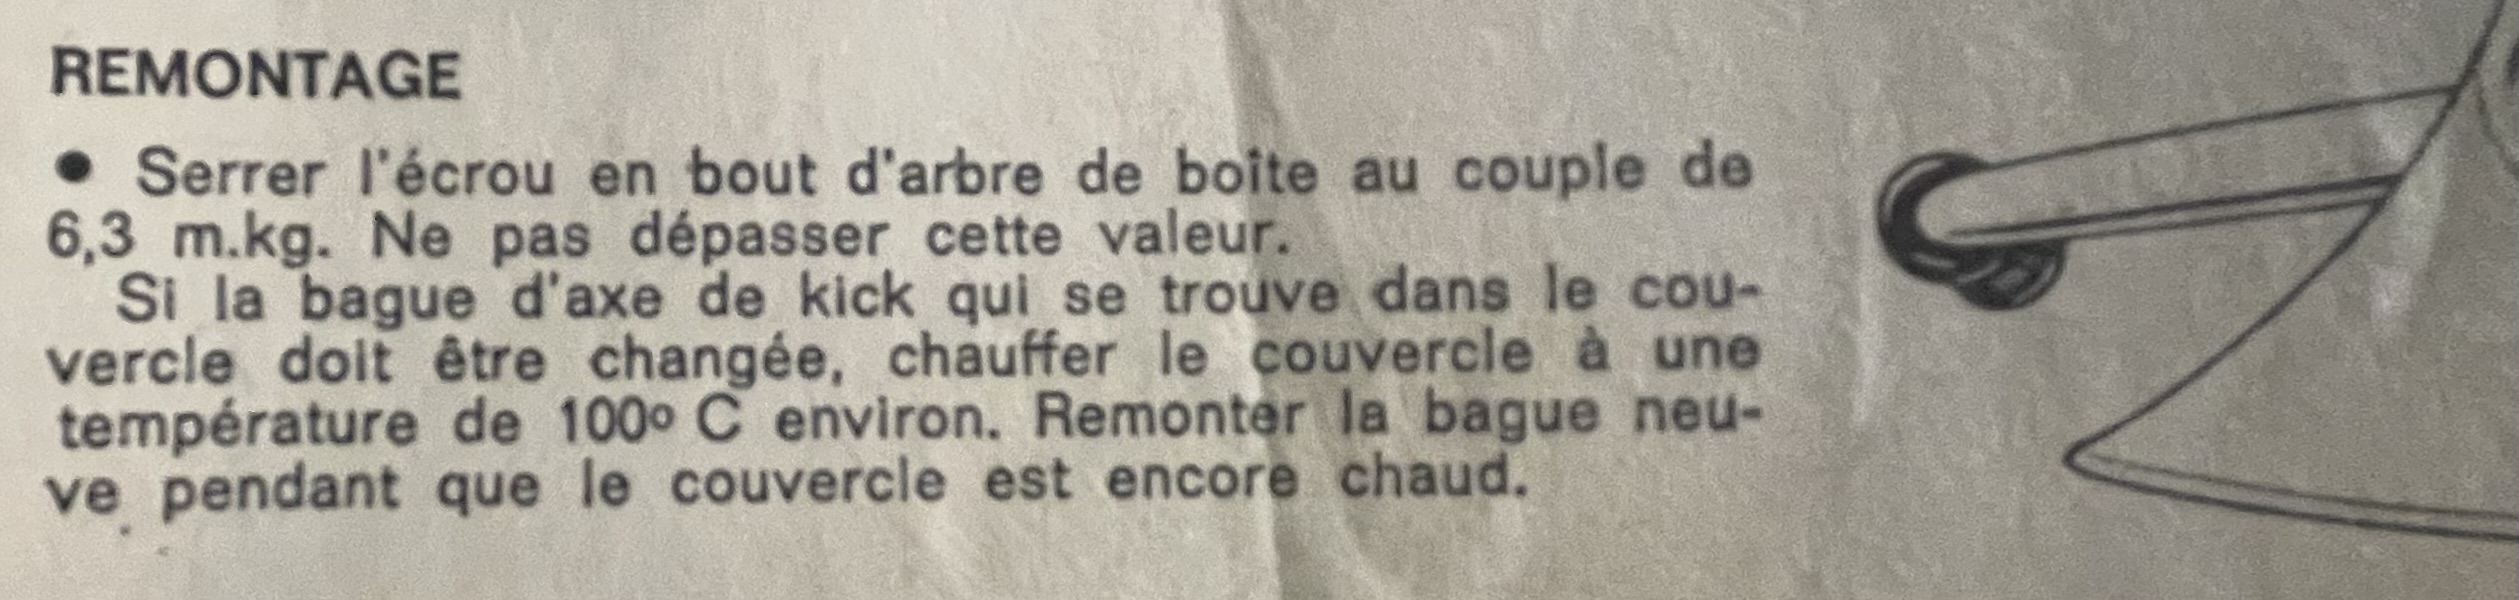 REMONTAGE
● Serrer l'écrou en bout d'arbre de boîte au couple de
6,3 m.kg. Ne pas dépasser cette valeur.
Si la bague d'axe de kick qui se trouve dans le cou-
vercle doit être changée, chauffer le couvercle à une
température de 100º C environ. Remonter la bague neu-
ve pendant que le couvercle est encore chaud.